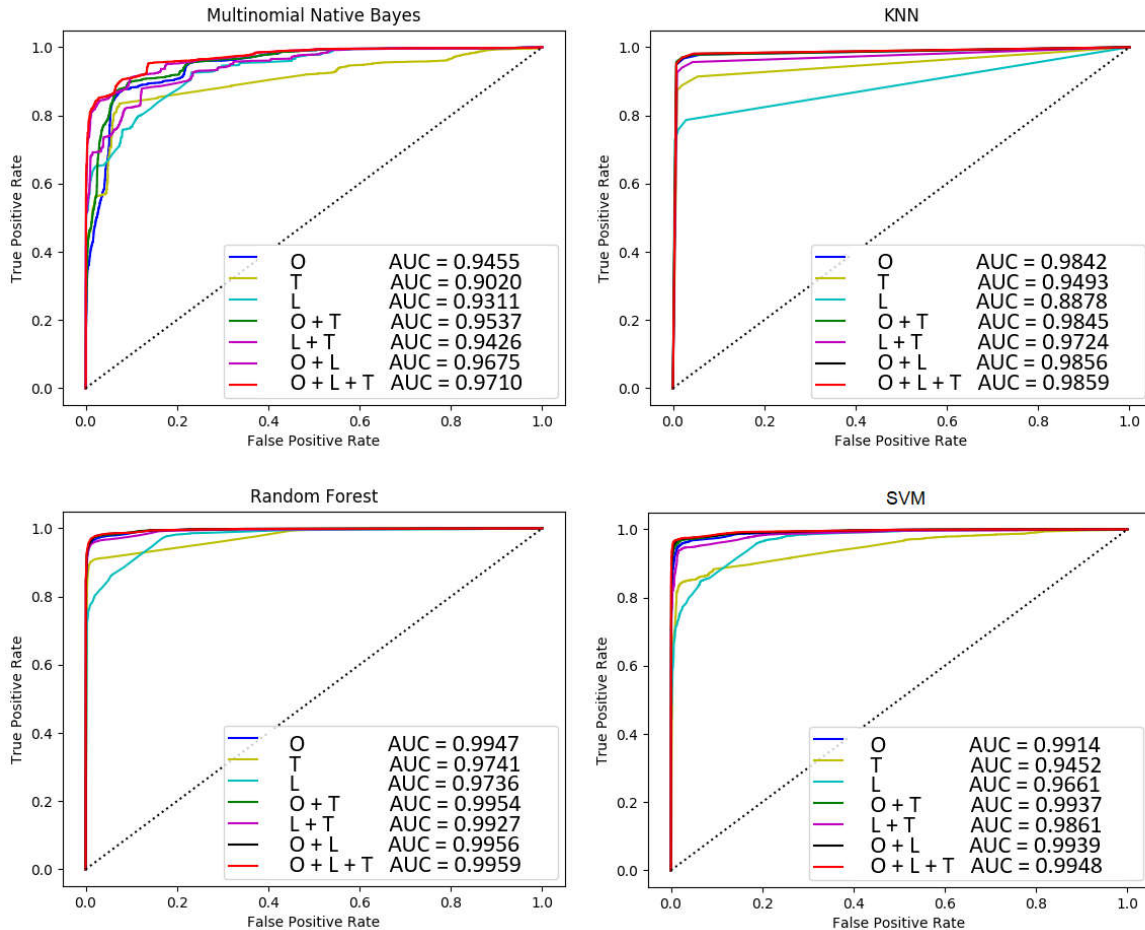 Multinomial Native Bayes
True Positive Rate
1.0
0.8
0.6
0.4
0.2
0.0
O AUC = 0.9455
T AUC = 0.9020
L AUC = 0.9311
O + T AUC = 0.9537
L + T AUC = 0.9426
O + L AUC = 0.9675
O + L + T AUC = 0.9710
0.0 0.2 0.4 0.6 0.8 1.0
False Positive Rate
KNN
True Positive Rate
1.0
0.8
0.6
0.4
0.2
0.0
O AUC = 0.9842
T AUC = 0.9493
L AUC = 0.8878
O + T AUC = 0.9845
L + T AUC = 0.9724
O + L AUC = 0.9856
O + L + T AUC = 0.9859
0.0 0.2 0.4 0.6 0.8 1.0
False Positive Rate
Random Forest
True Positive Rate
1.0
0.8
0.6
0.4
0.2
0.0
O AUC = 0.9947
T AUC = 0.9741
L AUC = 0.9736
O + T AUC = 0.9954
L + T AUC = 0.9927
O + L AUC = 0.9956
O + L + T AUC = 0.9959
0.0 0.2 0.4 0.6 0.8 1.0
False Positive Rate
SVM
True Positive Rate
1.0
0.8
0.6
0.4
0.2
0.0
O AUC = 0.9914
T AUC = 0.9452
L AUC = 0.9661
O + T AUC = 0.9937
L + T AUC = 0.9861
O + L AUC = 0.9939
O + L + T AUC = 0.9948
0.0 0.2 0.4 0.6 0.8 1.0
False Positive Rate